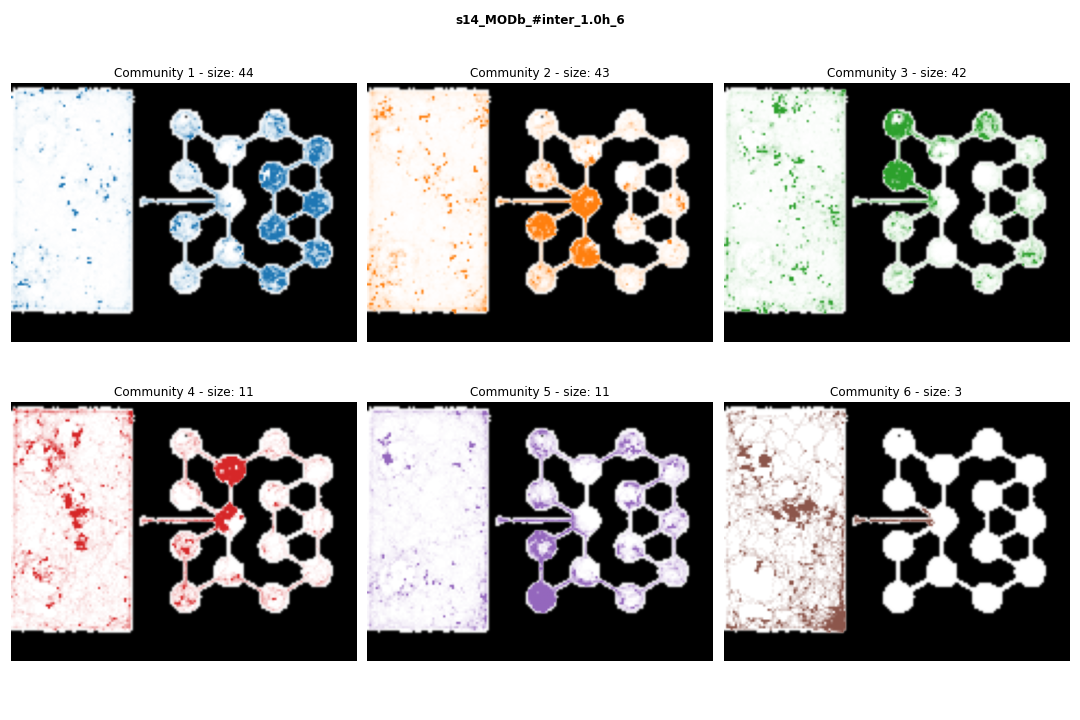 s14_MODb_#inter_1.0h_6
Community 1 - size: 44
Community 2 - size: 43
Community 3 - size: 42
Community 4 - size: 11
Community 5 - size: 11
Community 6 - size: 3